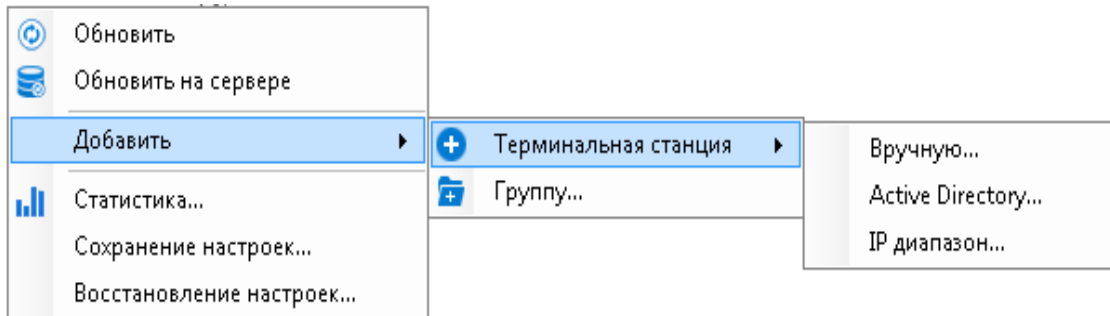 Обновить
Обновить на сервере
Добавить
Статистика...
Сохранение настроек...
Восстановление настроек...
Терминальная станция
Группу...
Вручную...
Active Directory...
IP диапазон...